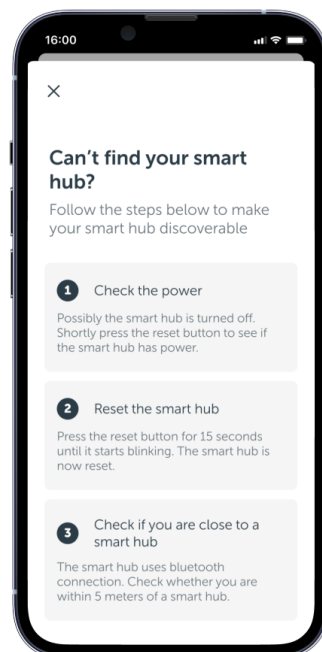 16:00
Can't find your smart
hub?
Follow the steps below to make
your smart hub discoverable
1 Check the power
Possibly the smart hub is turned off.
Shortly press the reset button to see if
the smart hub has power.
2 Reset the smart hub
Press the reset button for 15 seconds
until it starts blinking. The smart hub is
now reset.
3 Check if you are close to a
smart hub
The smart hub uses bluetooth
connection. Check whether you are
within 5 meters of a smart hub.